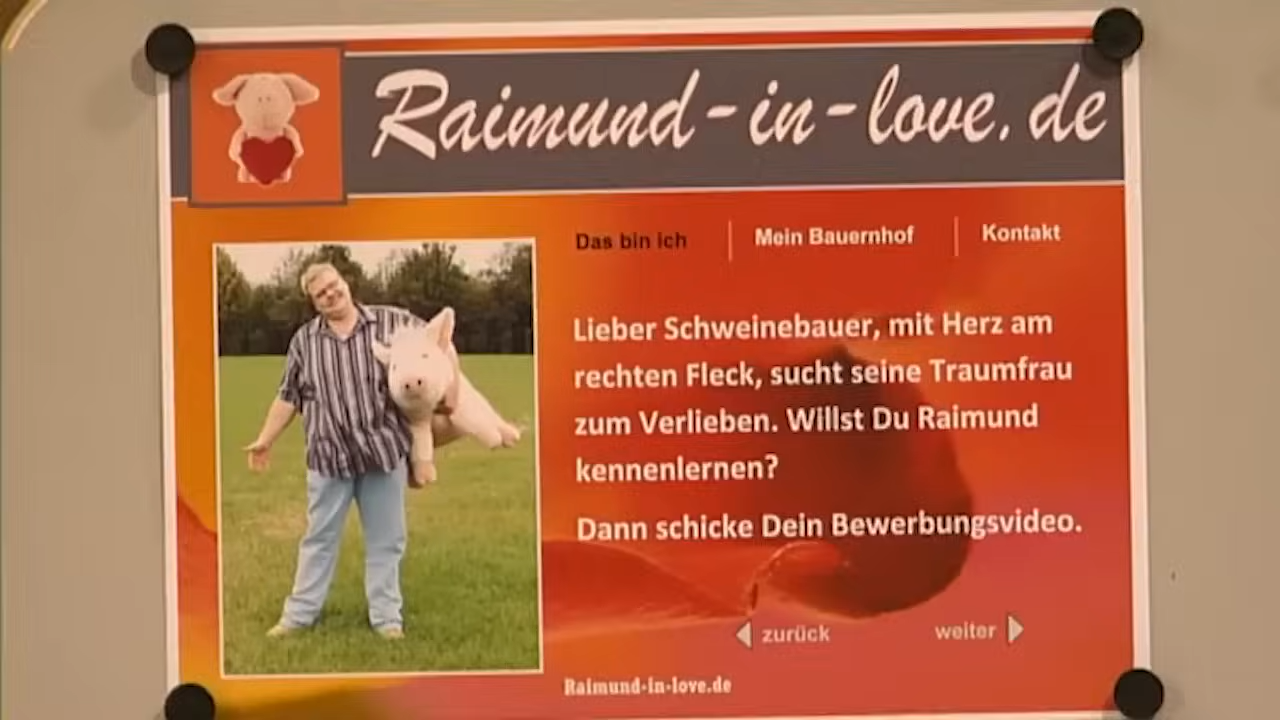 Raimund-in-love.de
Das bin ich
Mein Bauernhof
Kontakt
Lieber Schweinebauer, mit Herz am
rechten Fleck, sucht seine Traumfrau
zum Verlieben. Willst Du Raimund
kennenlernen?
Dann schicke Dein Bewerbungsvideo.
zurück
weiter
Raimund-in-love.de